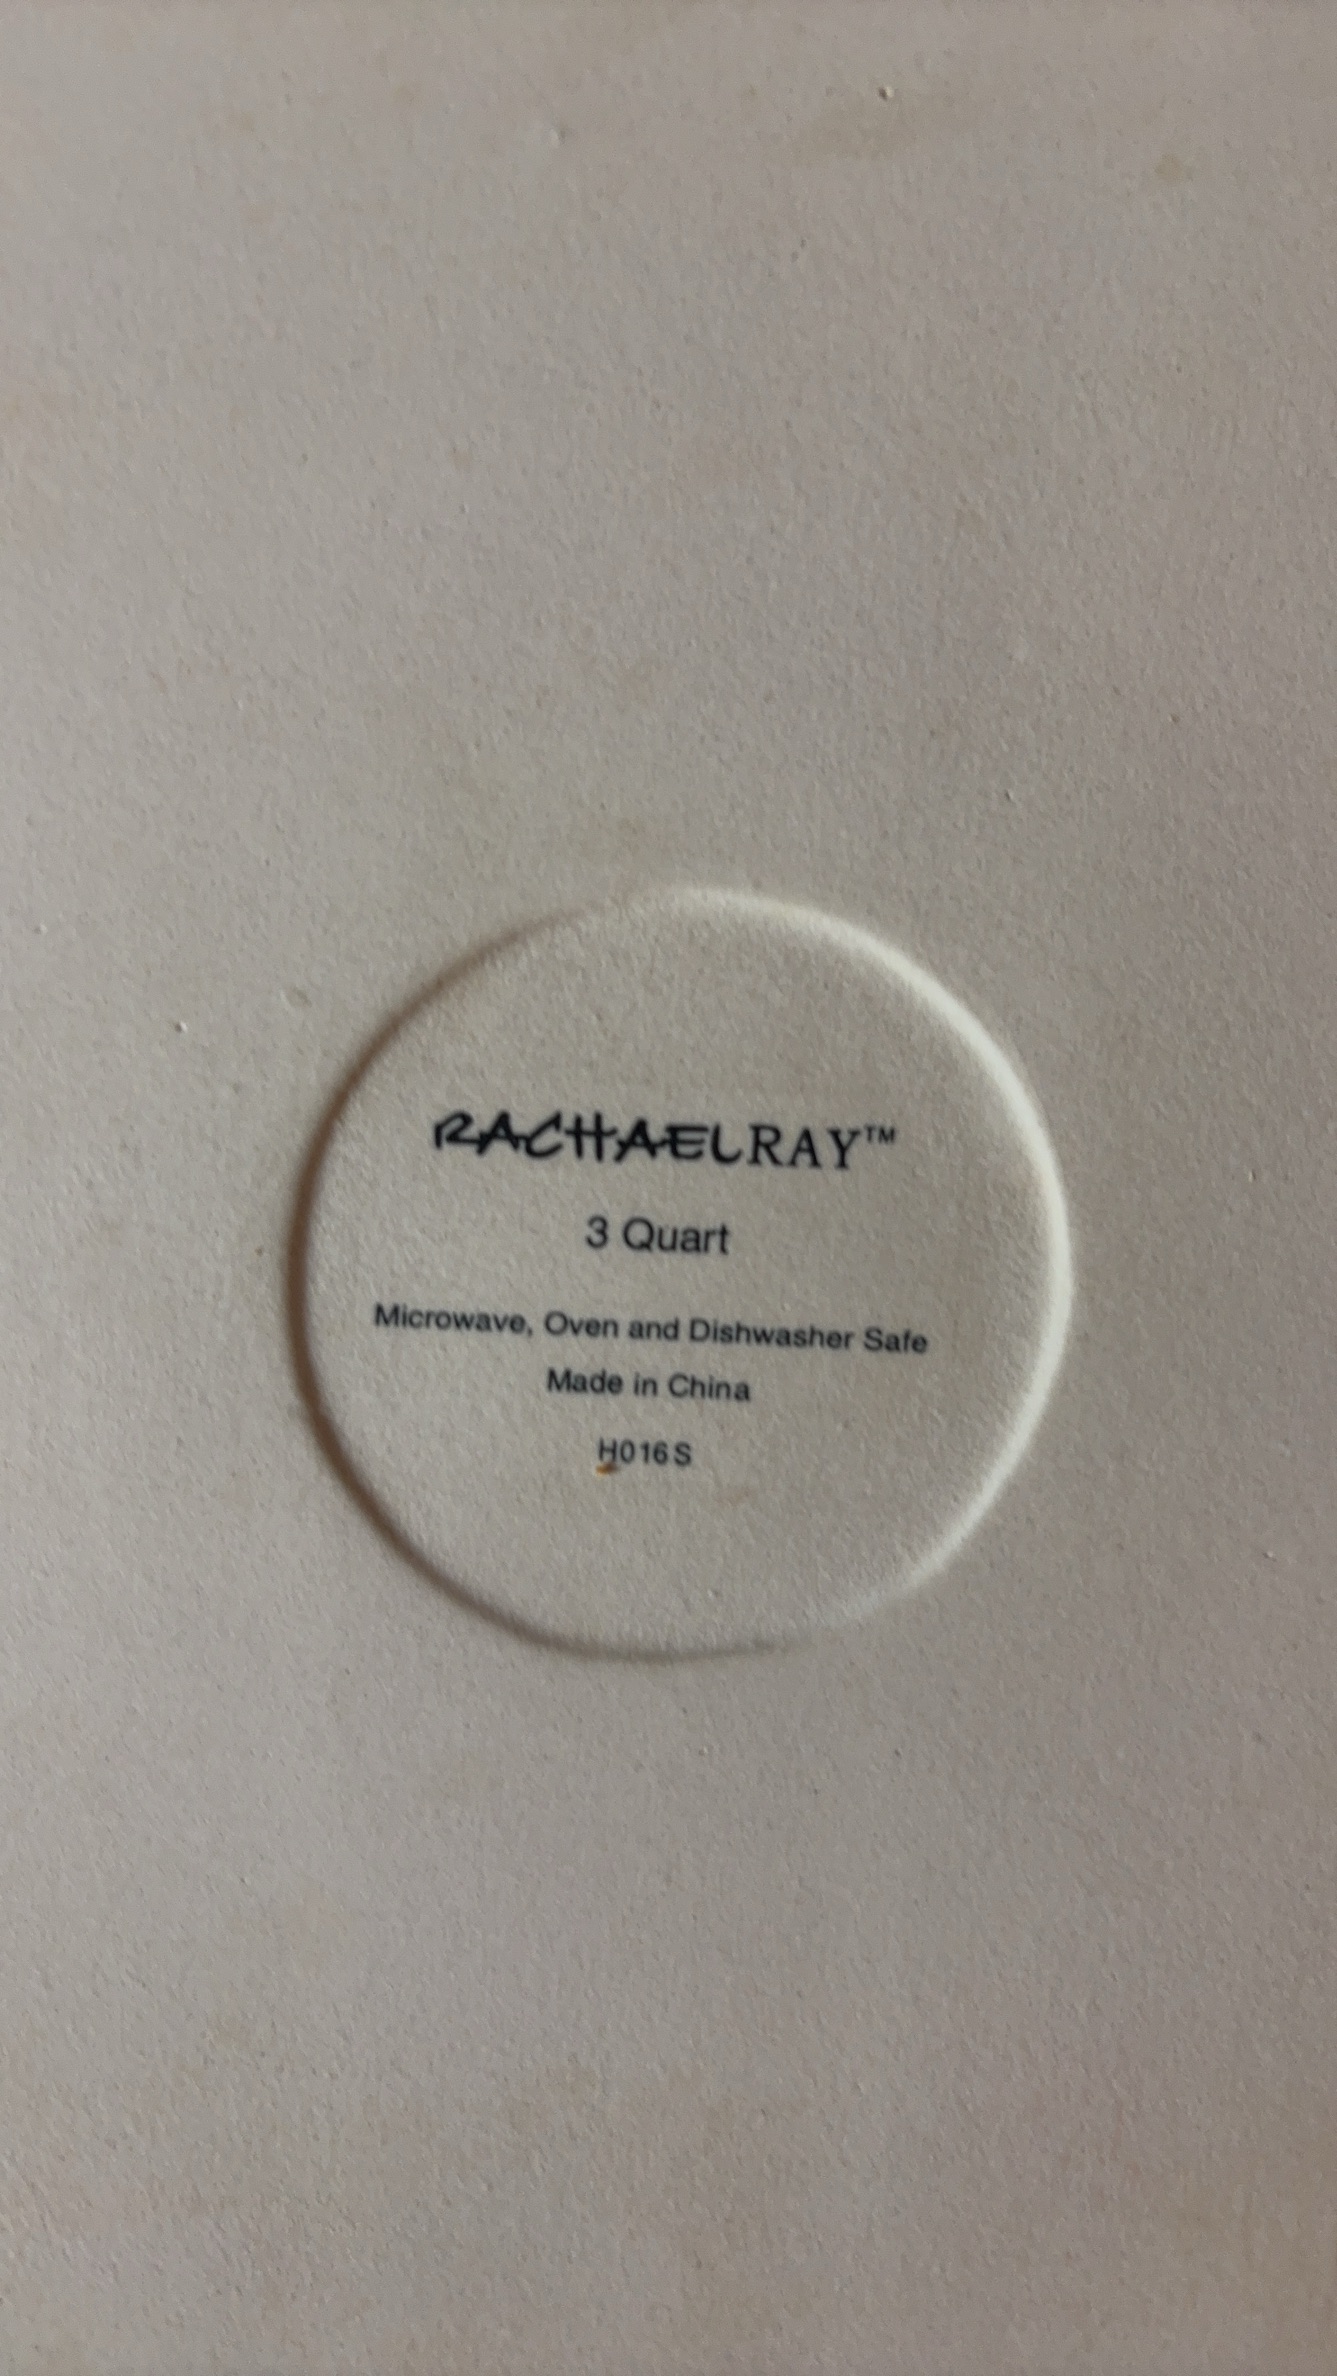 RACHAELRAY™
3 Quart
Microwave, Oven and Dishwasher Safe
Made in China
H016S